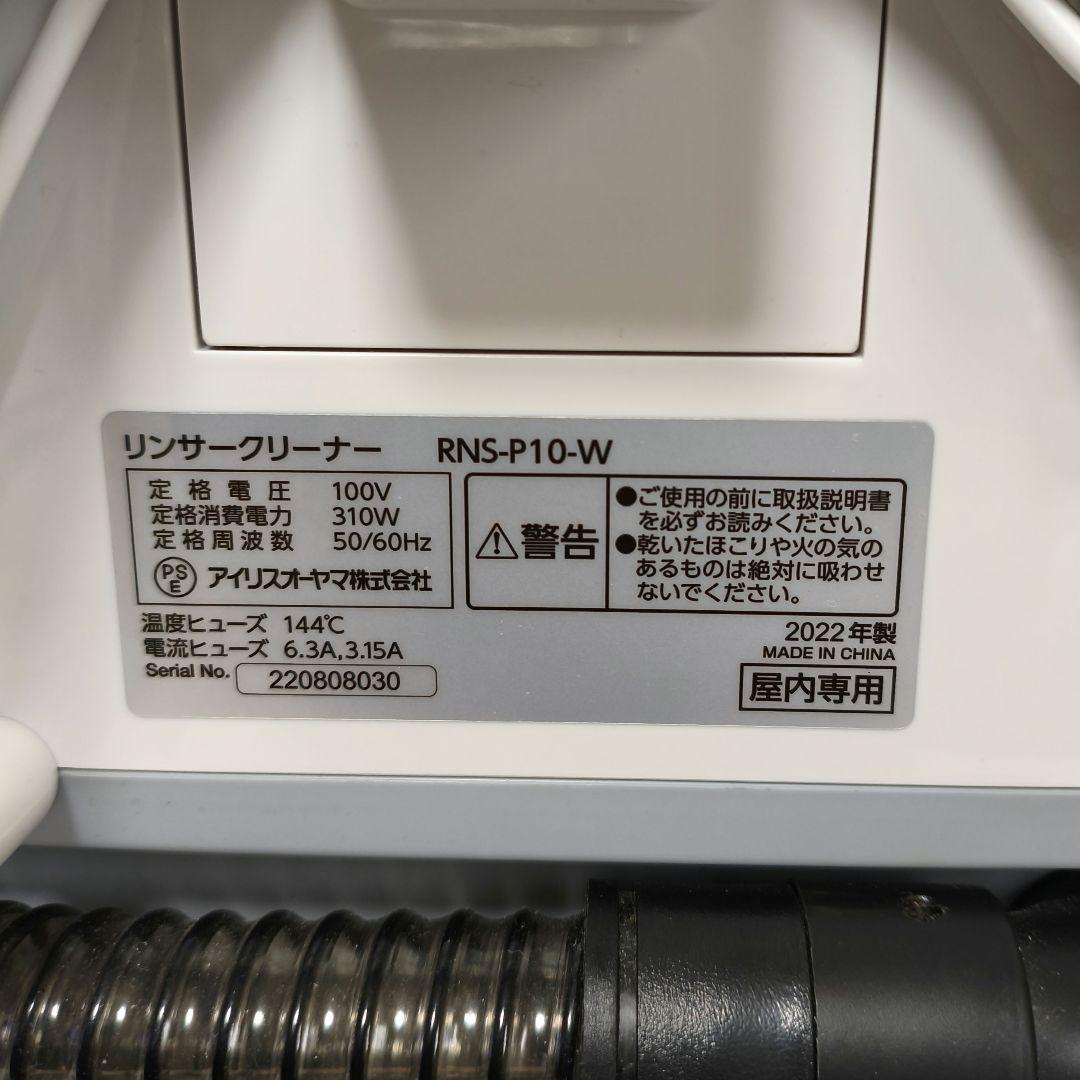 リンサークリーナー RNS-P10-W
定格電圧 100V
定格消費電力 310W
定格周波数 50/60Hz
PSE アイリスオーヤマ株式会社
警告
●ご使用の前に取扱説明書
を必ずお読みください。
●乾いたほこりや火の気の
あるものは絶対に吸わせ
ないでください。
温度ヒューズ 144℃
電流ヒューズ 6.3A,3.15A
Serial No. 220808030
2022年製
MADE IN CHINA
屋内専用